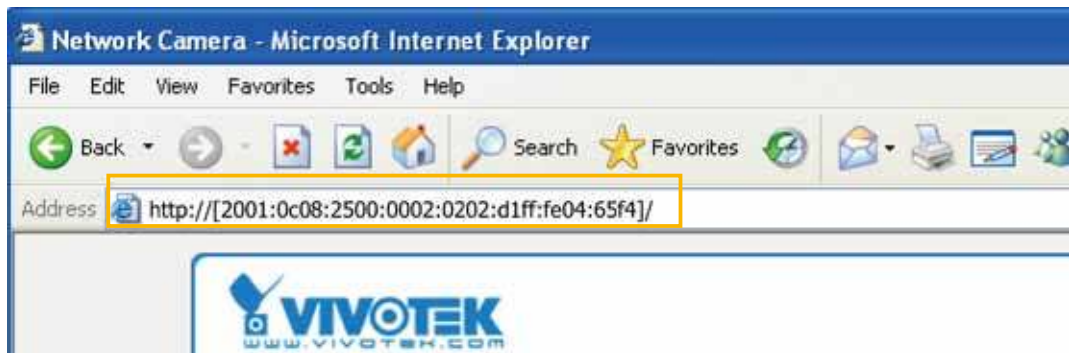 Network Camera - Microsoft Internet Explorer
File Edit View Favorites Tools Help
Back Search Favorites
Address http://[2001:0c08:2500:0002:0202:d1ff:fe04:65f4]/
VIVOTEK
www.vivotek.com